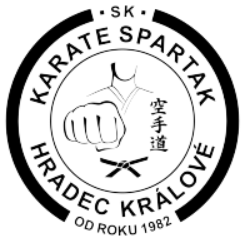 SK
KARATE SPARTAK
空手道
HRADEC KRÁLOVÉ
OD ROKU 1982